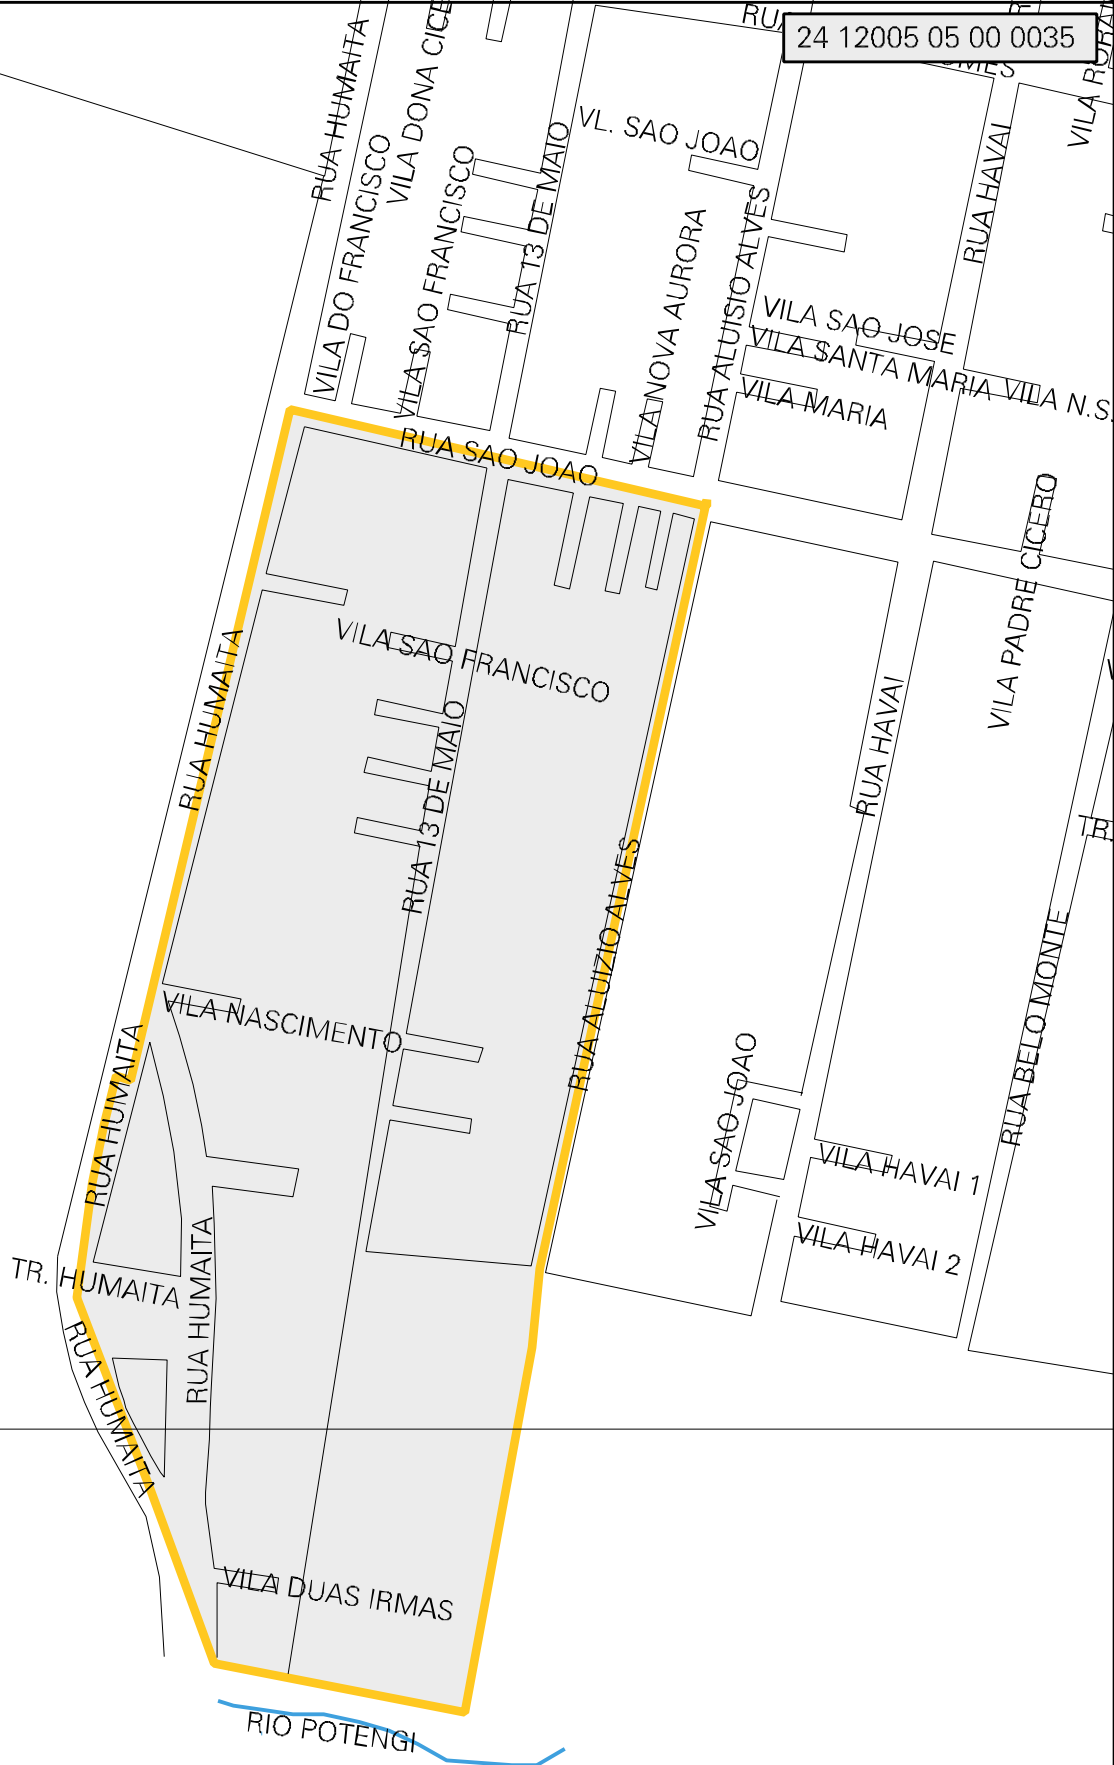 RUA
24 12005 05 00 0035
RUA HUMAITA
VILA DONA CICE
VL. SAO JOAO
RUA HAVAI
VILA DO FRANCISCO
VILA SAO FRANCISCO
RUA 13 DE MAIO
VILA NOVA AURORA
RUA ALUISIO ALVES
VILA SAO JOSE
VILA SANTA MARIA
VILA N.S.
VILA MARIA
RUA SAO JOAO
VILA PADRE CICERO
VILA SAO FRANCISCO
RUA HUMAITA
RUA 13 DE MAIO
RUA HAVAI
TR.
RUA ALUIZIO ALVES
RUA BELO MONTE
VILA NASCIMENTO
RUA HUMAITA
VILA SAO JOAO
VILA HAVAI 1
VILA HAVAI 2
TR. HUMAITA
RUA HUMAITA
RUA HUMAITA
VILA DUAS IRMAS
RIO POTENGI